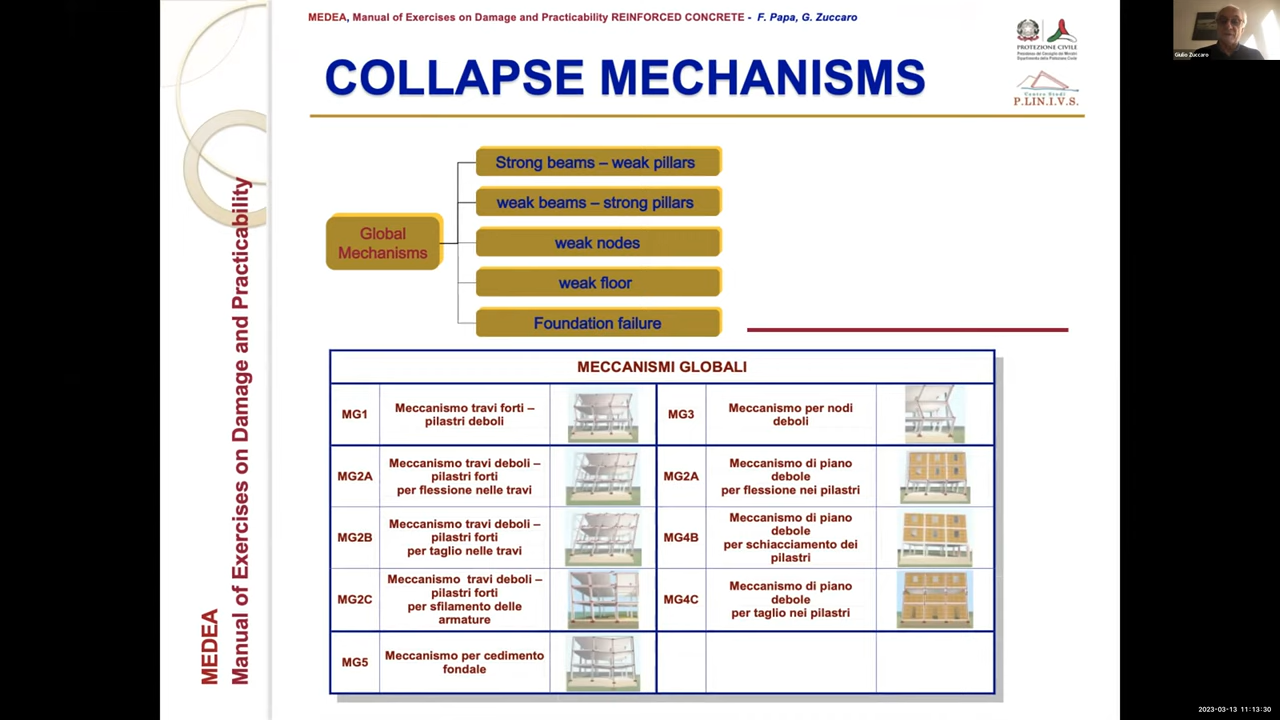 MEDEA, Manual of Exercises on Damage and Practicability REINFORCED CONCRETE - F. Papa, G. Zuccaro
PROTEZIONE CIVILE
Presidenza del Consiglio dei Ministri
Dipartimento della Protezione Civile
Centro Studi
P.LIN.I.V.S.
Giulio Zuccaro
COLLAPSE MECHANISMS
MEDEA
Manual of Exercises on Damage and Practicability
Global
Mechanisms
Strong beams – weak pillars
weak beams – strong pillars
weak nodes
weak floor
Foundation failure
MECCANISMI GLOBALI
MG1
Meccanismo travi forti –
pilastri deboli
MG3
Meccanismo per nodi
deboli
MG2A
Meccanismo travi deboli –
pilastri forti
per flessione nelle travi
MG2A
Meccanismo di piano
debole
per flessione nei pilastri
MG2B
Meccanismo travi deboli –
pilastri forti
per taglio nelle travi
MG4B
Meccanismo di piano
debole
per schiacciamento dei
pilastri
MG2C
Meccanismo travi deboli –
pilastri forti
per sfilamento delle
armature
MG4C
Meccanismo di piano
debole
per taglio nei pilastri
MG5
Meccanismo per cedimento
fondale
2023-03-13 11:13:30